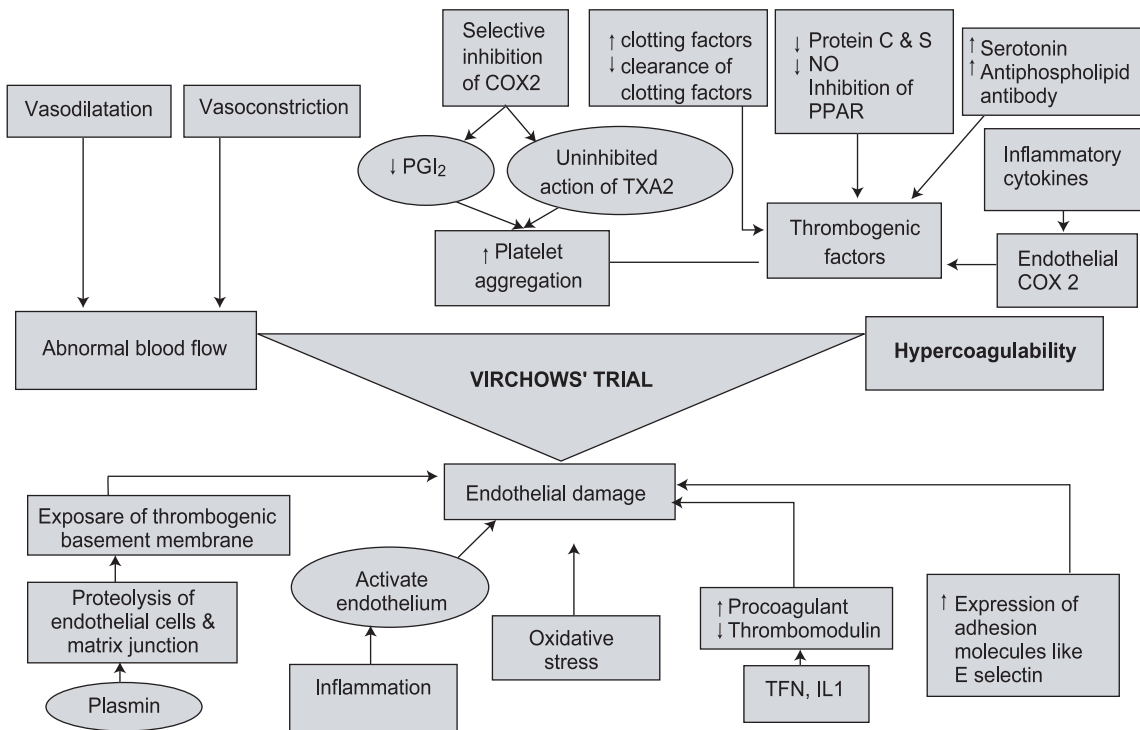 Selective
inhibition
of COX2
↑ clotting factors
↓ clearance of
clotting factors
↓ Protein C & S
↓ NO
Inhibition of
PPAR
↑ Serotonin
↑ Antiphospholipid
antibody
Vasodilatation
Vasoconstriction
↓ PGI2
Uninhibited
action of TXA2
Inflammatory
cytokines
↑ Platelet
aggregation
Thrombogenic
factors
Endothelial
COX 2
Abnormal blood flow
Hypercoagulability
VIRCHOWS' TRIAL
Endothelial damage
Exposare of thrombogenic
basement membrane
Activate
endothelium
Proteolysis of
endothelial cells &
matrix junction
Oxidative
stress
↑ Procoagulant
↓ Thrombomodulin
↑ Expression of
adhesion
molecules like
E selectin
Plasmin
Inflammation
TFN, IL1